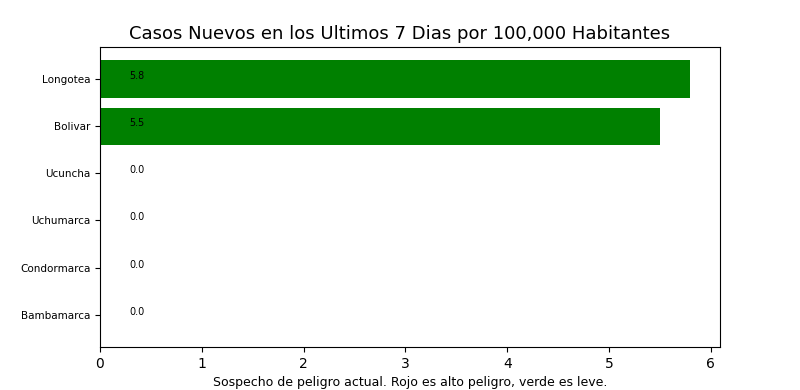 Casos Nuevos en los Ultimos 7 Dias por 100,000 Habitantes
Longotea 5.8
Bolivar 5.5
Ucuncha 0.0
Uchumarca 0.0
Condormarca 0.0
Bambamarca 0.0
0 1 2 3 4 5 6
Sospecho de peligro actual. Rojo es alto peligro, verde es leve.